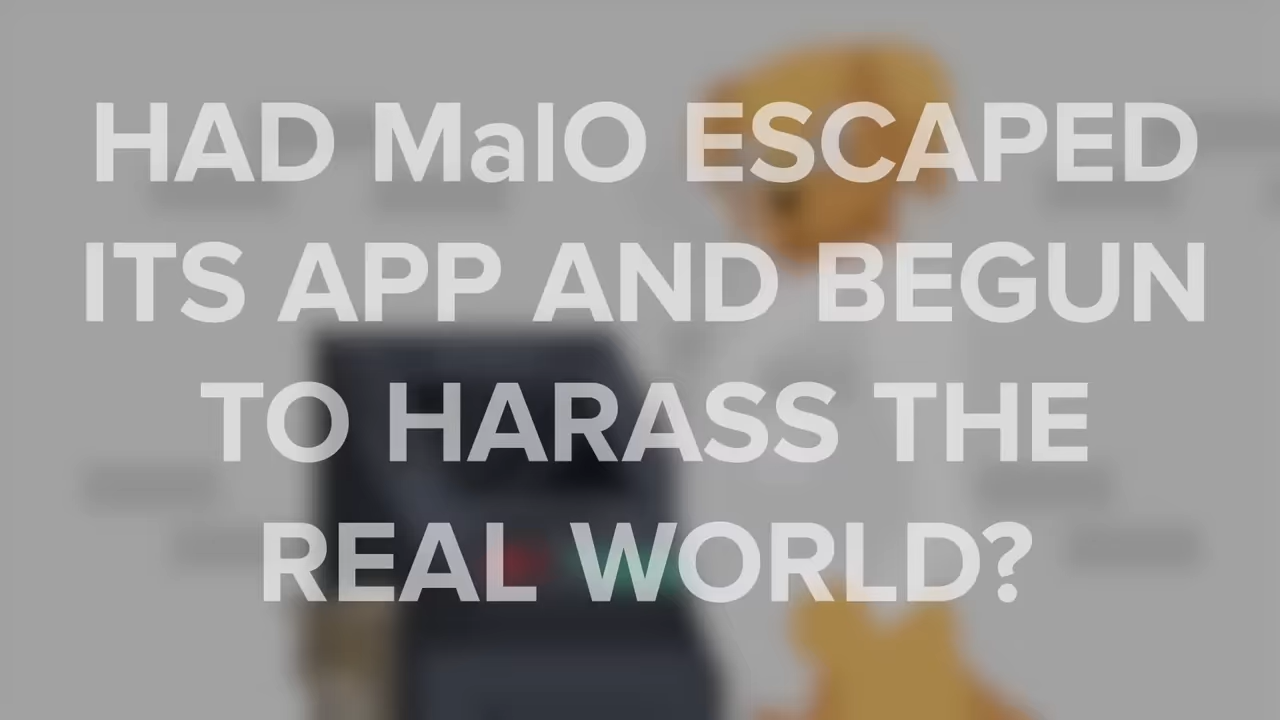 HAD MalO ESCAPED
ITS APP AND BEGUN
TO HARASS THE
REAL WORLD?